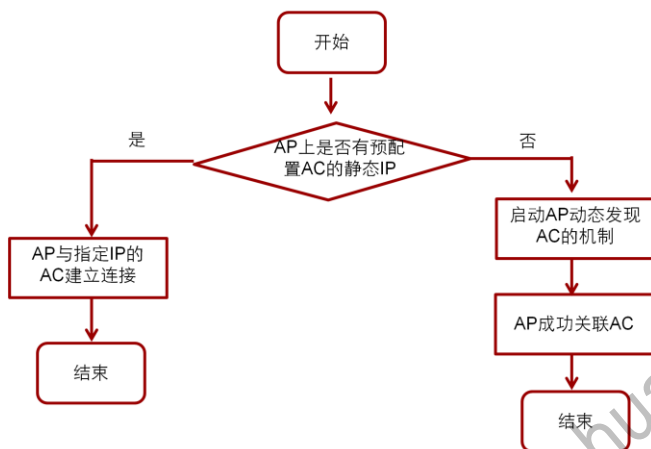 开始
是
否
AP上是否有预配
置AC的静态IP
启动AP动态发现
AC的机制
AP与指定IP的
AC建立连接
AP成功关联AC
结束
结束
hua